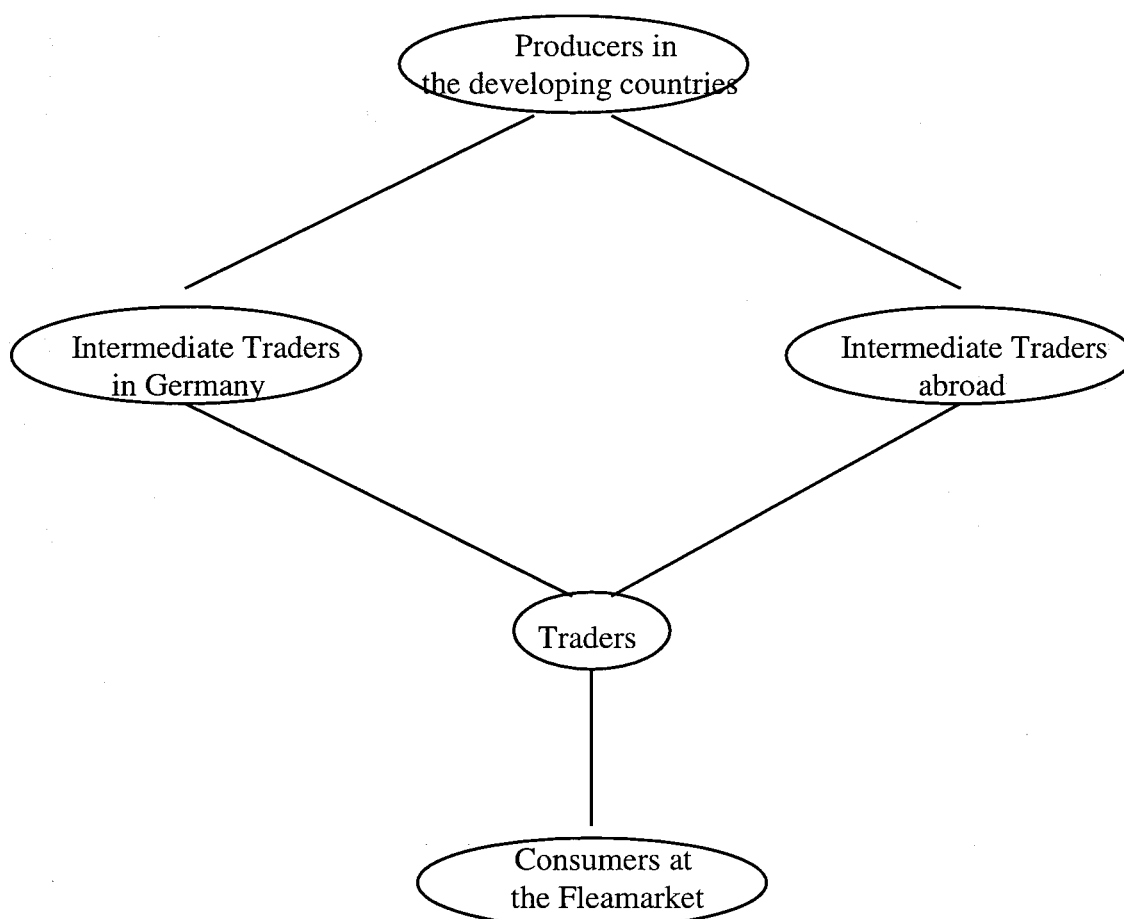 Producers in
the developing countries
Intermediate Traders
in Germany
Intermediate Traders
abroad
Traders
Consumers at
the Fleamarket